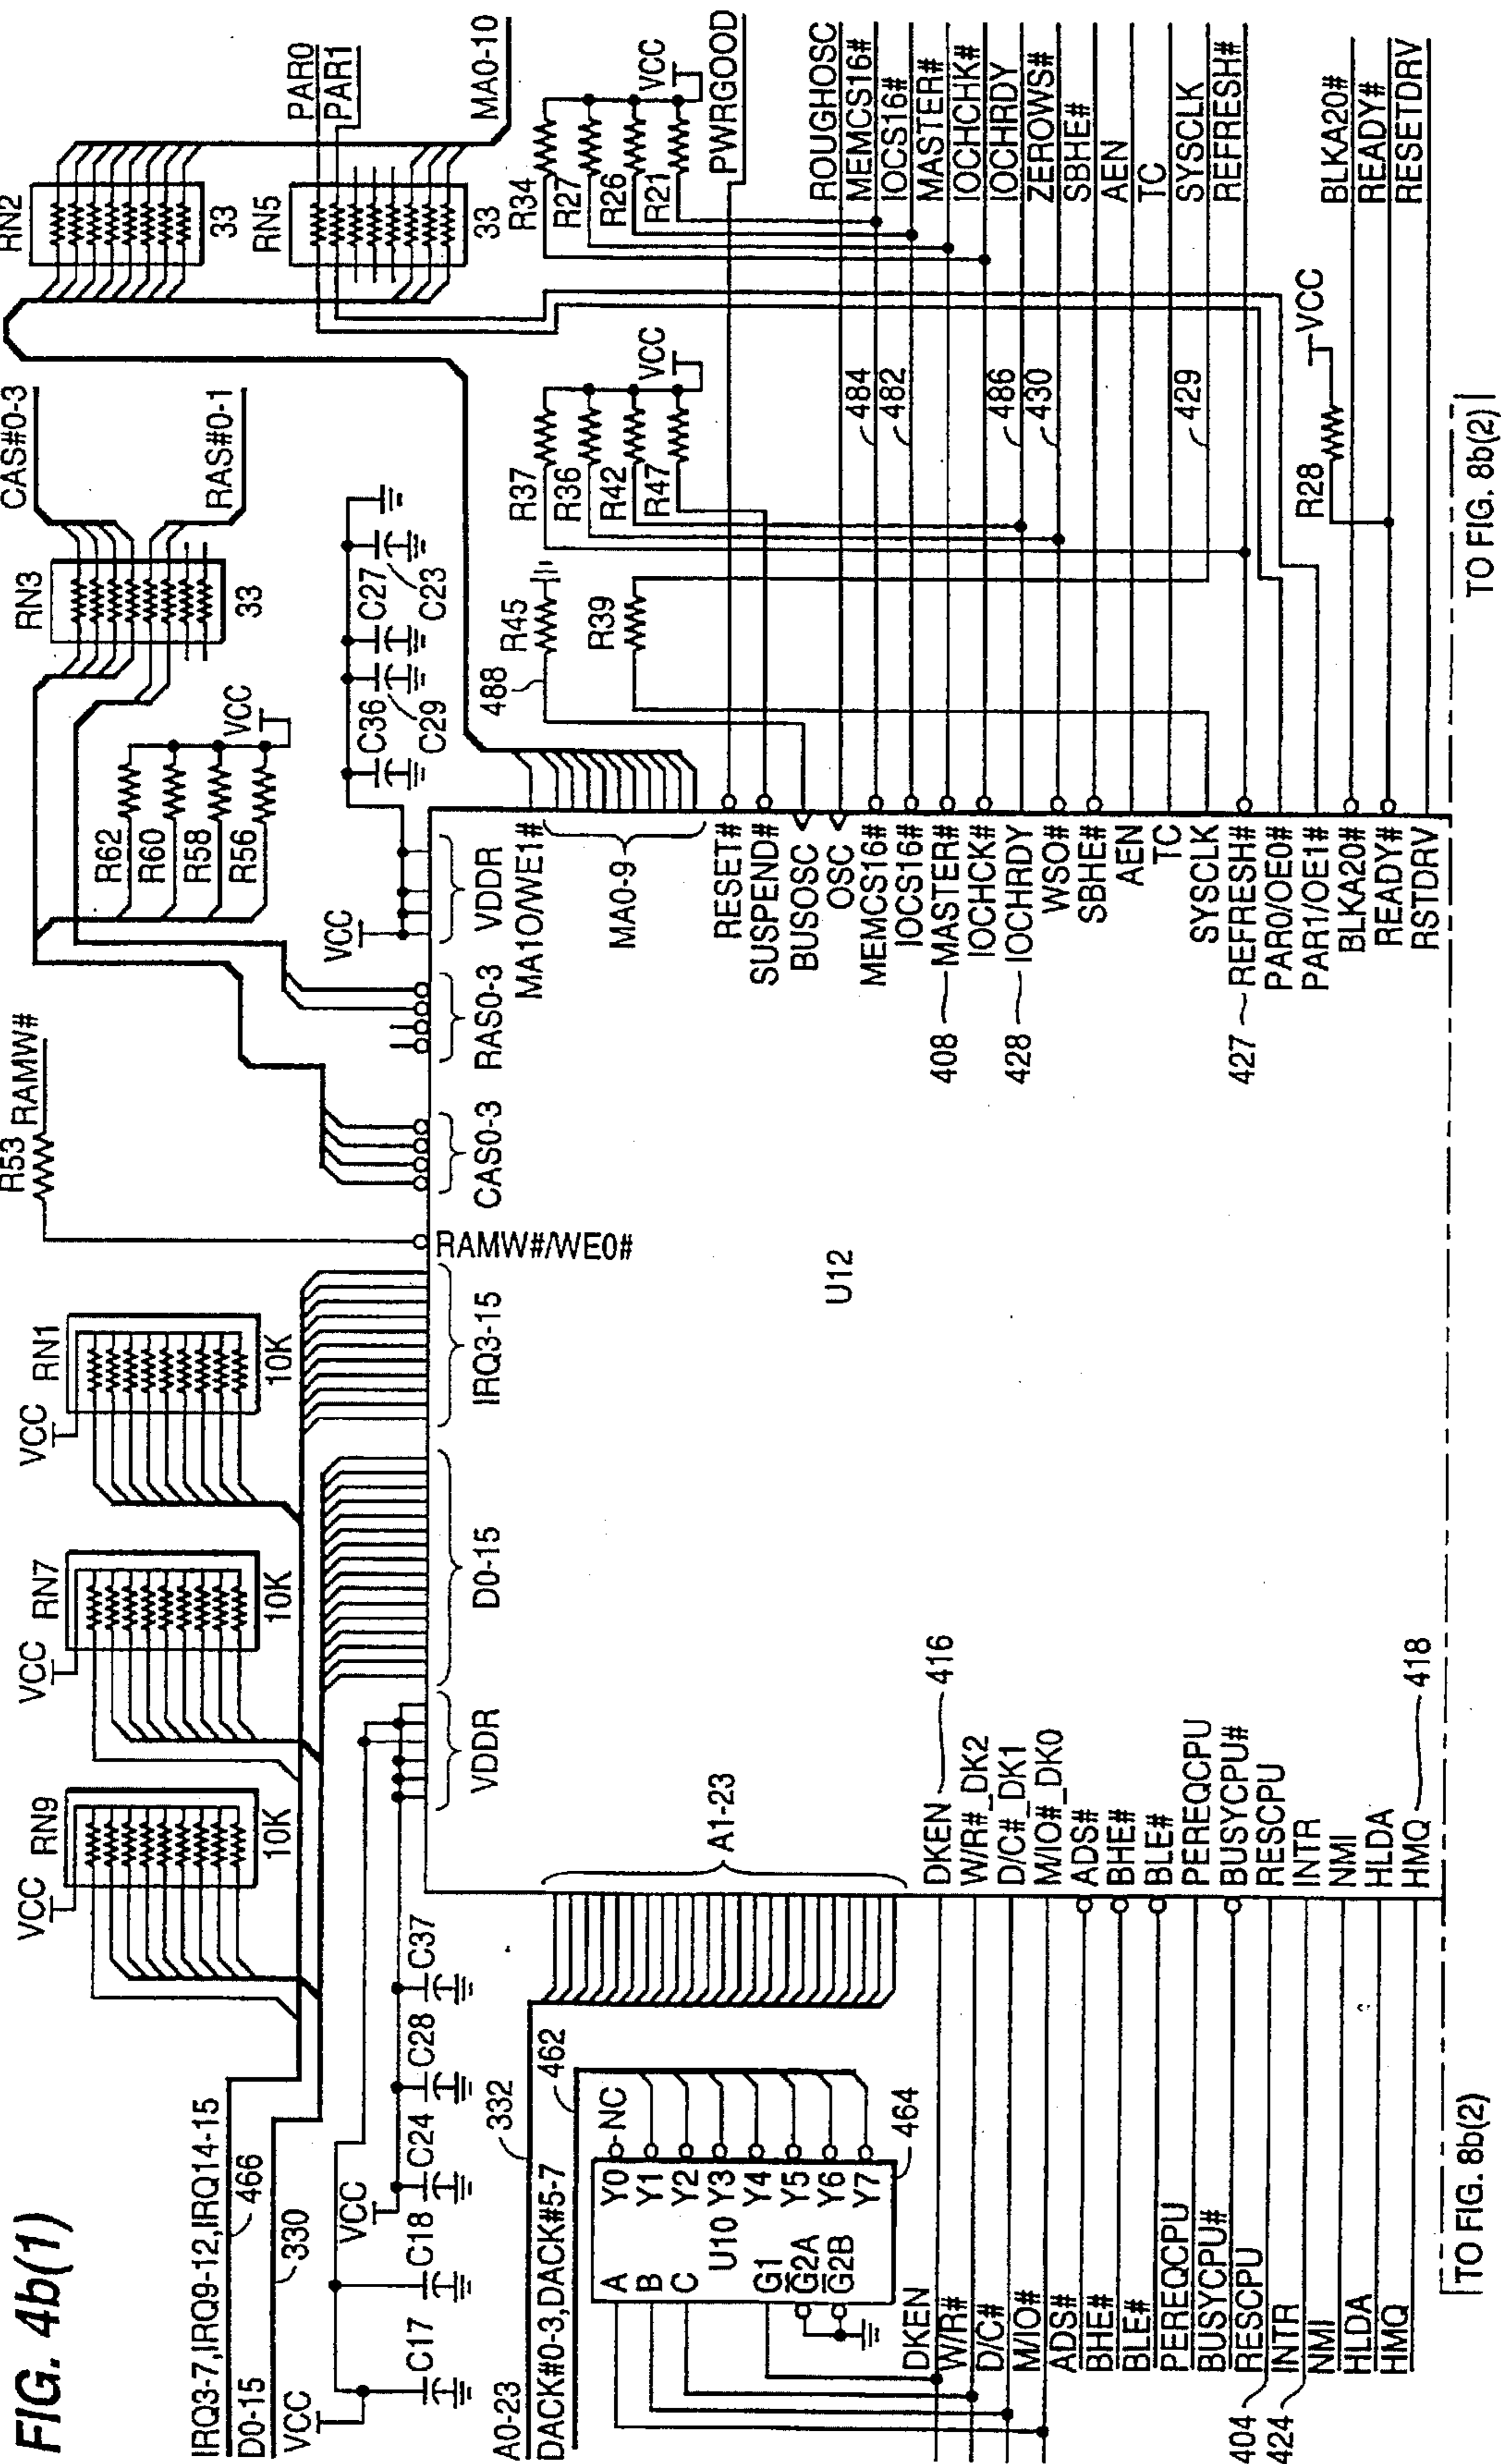 FIG. 4b(1)
IRQ3-7,IRQ9-12,IRQ14-15
466
D0-15
330
VCC
C17
C18
VCC
C24
C28
C37
VCC
RN9
10K
VCC
RN7
10K
VCC
RN1
10K
R53
RAMW#
RN3
33
CAS#0-3
RAS#0-1
RN2
33
RN5
33
PAR0
PAR1
MA0-10
R62
R60
R58
R56
VCC
VCC
C36
C29
C27
C23
VDDR
D0-15
IRQ3-15
RAMW#/WE0#
CAS0-3
RAS0-3
VDDR
MA10/WE1#
MA0-9
488
R45
R39
R37
R36
R42
R47
VCC
R34
R27
R26
R21
VCC
PWRGOOD
A0-23
332
DACK#0-3,DACK#5-7
462
A
B
C
U10
G1
G2A
G2B
Y0
NC
Y1
Y2
Y3
Y4
Y5
Y6
Y7
464
A1-23
U12
RESET#
SUSPEND#
BUSOSC
OSC
MEMCS16#
IOCS16#
408
MASTER#
IOCHCK#
428
IOCHRDY
WSO#
SBHE#
AEN
TC
SYSCLK
427
REFRESH#
PAR0/OE0#
PAR1/OE1#
BLKA20#
READY#
RSTDRV
484
482
486
430
429
R28
VCC
ROUGHOSC
MEMCS16#
IOCS16#
MASTER#
IOCHCHK#
IOCHRDY
ZEROWS#
SBHE#
AEN
TC
SYSCLK
REFRESH#
BLKA20#
READY#
RESETDRV
DKEN
W/R#
D/C#
M/IO#
ADS#
BHE#
BLE#
PEREQCPU
BUSYCPU#
404
RESCPU
424
INTR
NMI
HLDA
HMQ
DKEN
416
W/R#_DK2
D/C#_DK1
M/IO#_DK0
ADS#
BHE#
BLE#
PEREQCPU
BUSYCPU#
RESCPU
INTR
NMI
HLDA
HMQ
418
TO FIG. 8b(2)
TO FIG. 8b(2)